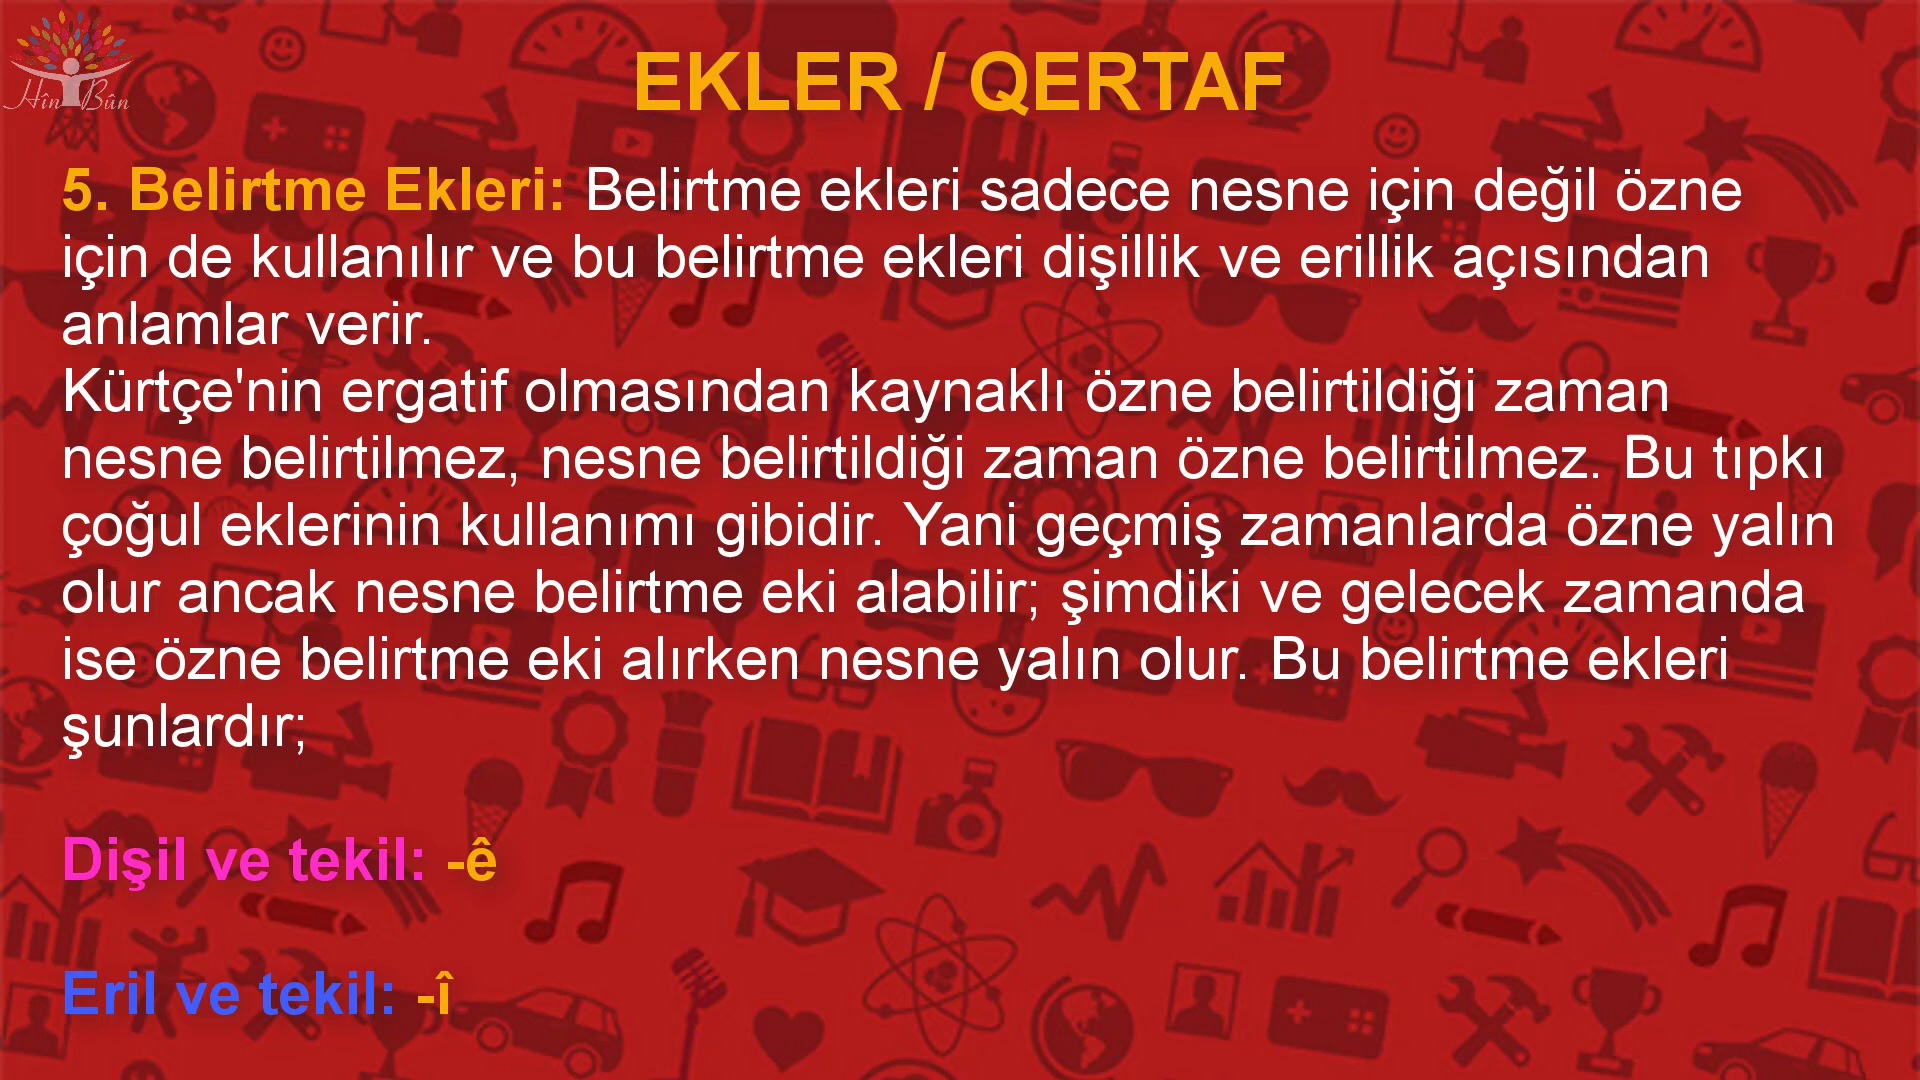 Hîn Bûn
EKLER / QERTAF
5. Belirtme Ekleri: Belirtme ekleri sadece nesne için değil özne
için de kullanılır ve bu belirtme ekleri dişillik ve erillik açısından
anlamlar verir.
Kürtçe'nin ergatif olmasından kaynaklı özne belirtildiği zaman
nesne belirtilmez, nesne belirtildiği zaman özne belirtilmez. Bu tıpkı
çoğul eklerinin kullanımı gibidir. Yani geçmiş zamanlarda özne yalın
olur ancak nesne belirtme eki alabilir; şimdiki ve gelecek zamanda
ise özne belirtme eki alırken nesne yalın olur. Bu belirtme ekleri
şunlardır;
Dişil ve tekil: -ê
Eril ve tekil: -î